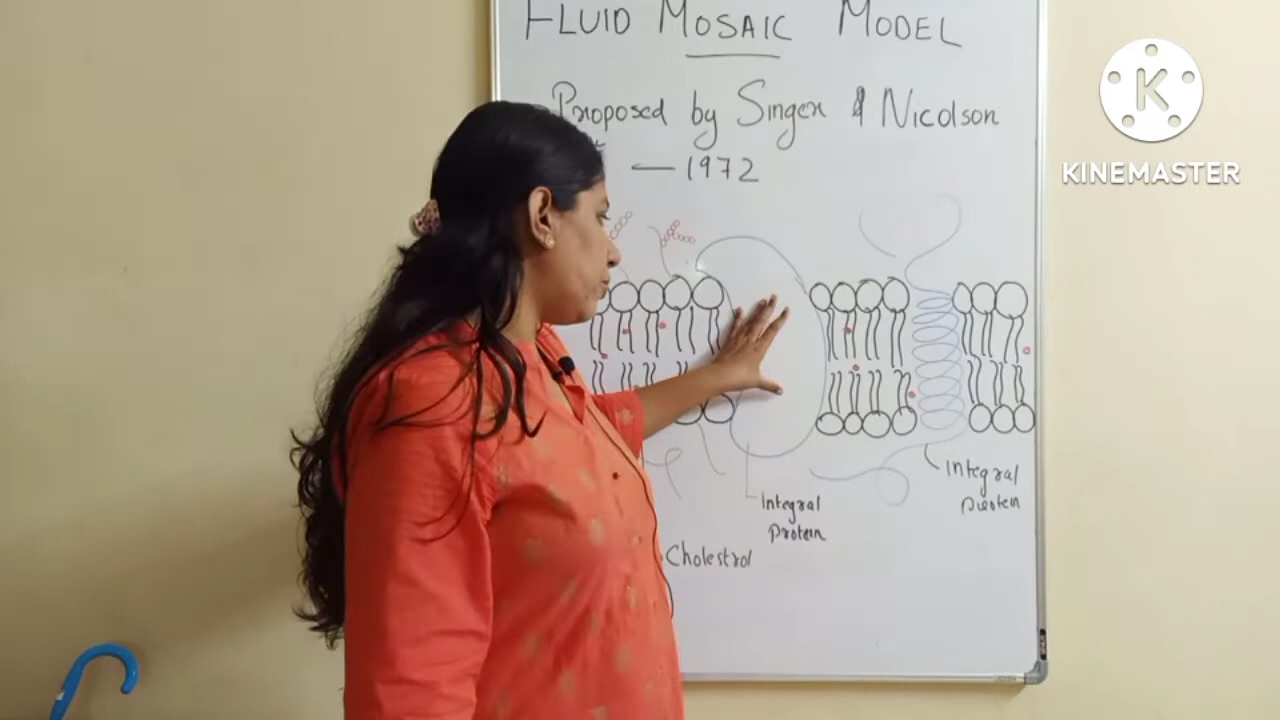 FLUID MOSAIC MODEL
Proposed by Singer & Nicolson
— 1972
K
KINEMASTER
Integral
protein
Integral
protein
Cholestrol